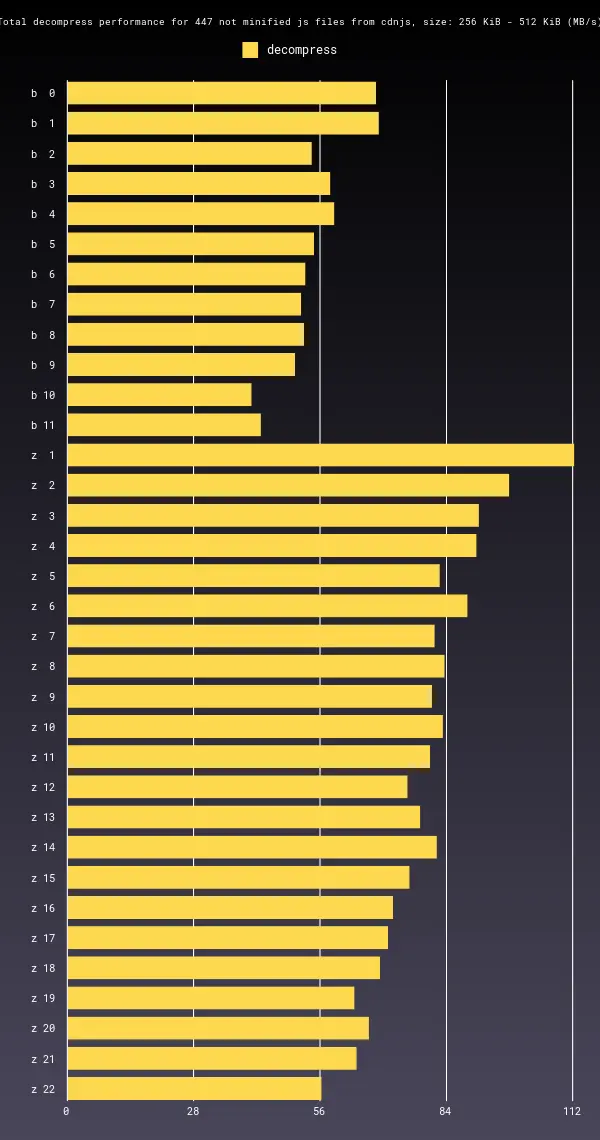 Total decompress performance for 447 not minified js files from cdnjs, size: 256 KiB - 512 KiB (MB/s)
decompress
b 0
b 1
b 2
b 3
b 4
b 5
b 6
b 7
b 8
b 9
b 10
b 11
z 1
z 2
z 3
z 4
z 5
z 6
z 7
z 8
z 9
z 10
z 11
z 12
z 13
z 14
z 15
z 16
z 17
z 18
z 19
z 20
z 21
z 22
0 28 56 84 112